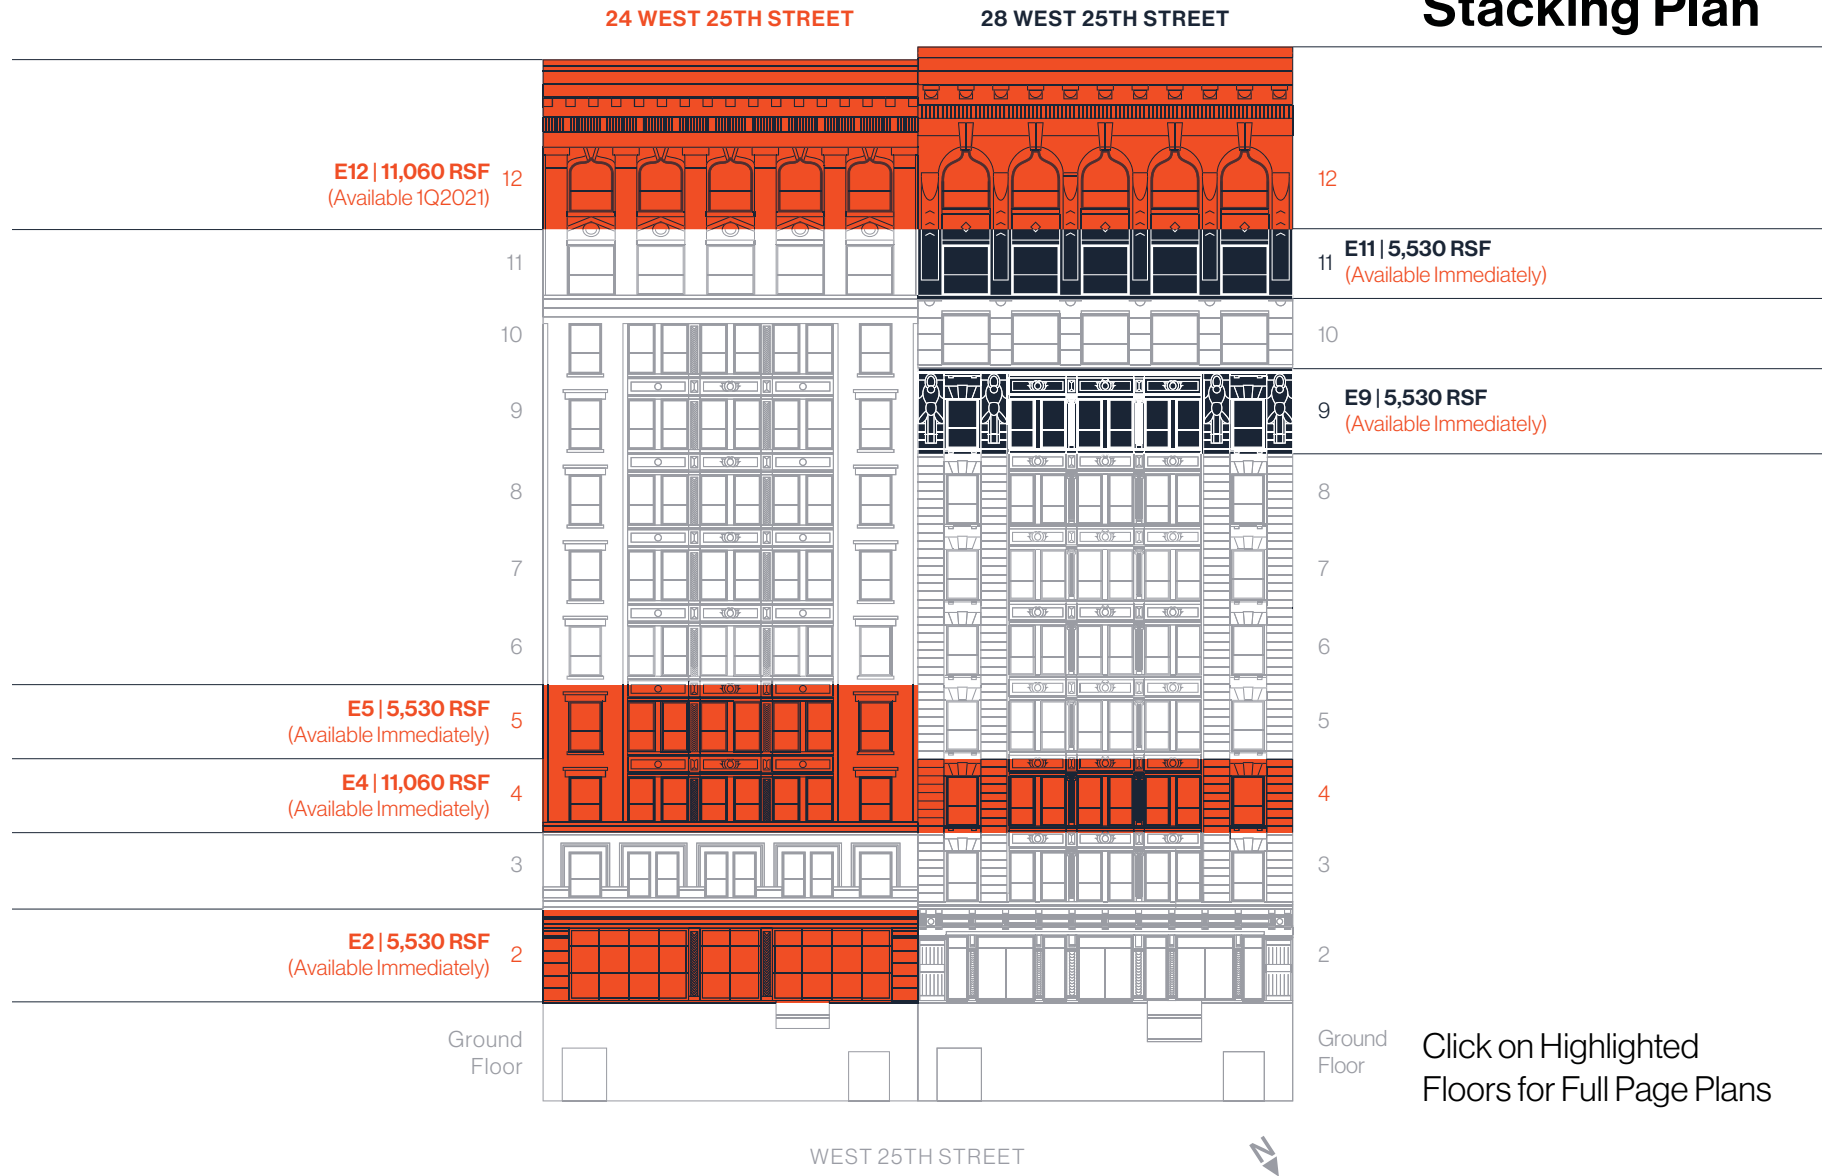 24 WEST 25TH STREET
28 WEST 25TH STREET
Stacking Plan
E12 | 11,060 RSF
(Available 1Q2021)
12
12
11
11
E11 | 5,530 RSF
(Available Immediately)
10
10
9
9
E9 | 5,530 RSF
(Available Immediately)
8
8
7
7
6
6
E5 | 5,530 RSF
(Available Immediately)
5
5
E4 | 11,060 RSF
(Available Immediately)
4
4
3
3
E2 | 5,530 RSF
(Available Immediately)
2
2
Ground
Floor
Ground
Floor
Click on Highlighted
Floors for Full Page Plans
WEST 25TH STREET
N